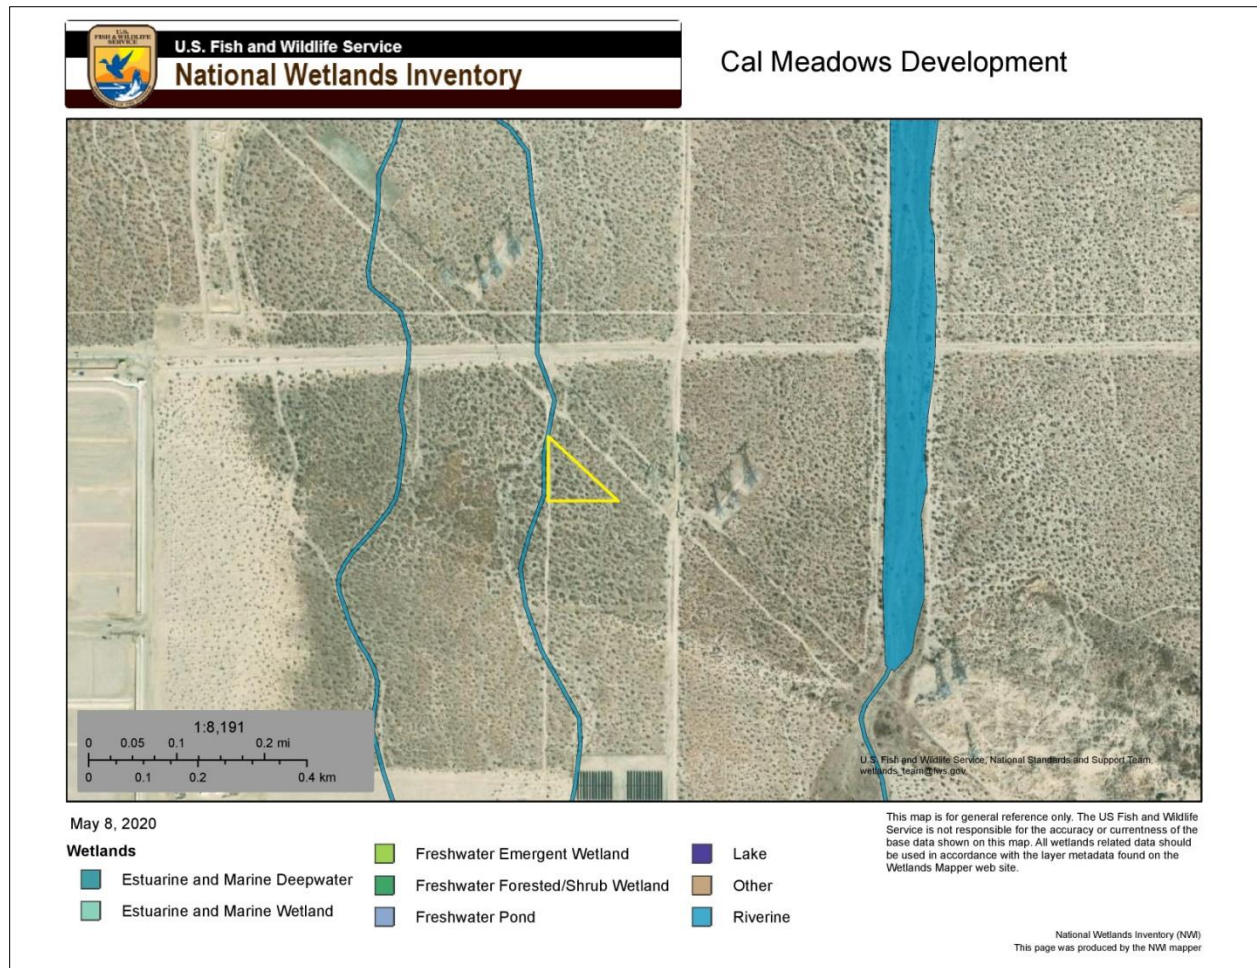 U.S.
FISH & WILDLIFE
SERVICE
U.S. Fish and Wildlife Service
National Wetlands Inventory
Cal Meadows Development
1:8,191
0 0.05 0.1 0.2 mi
0 0.1 0.2 0.4 km
U.S. Fish and Wildlife Service, National Standards and Support Team,
wetlands_team@fws.gov
May 8, 2020
Wetlands
Estuarine and Marine Deepwater
Estuarine and Marine Wetland
Freshwater Emergent Wetland
Freshwater Forested/Shrub Wetland
Freshwater Pond
Lake
Other
Riverine
This map is for general reference only. The US Fish and Wildlife
Service is not responsible for the accuracy or currentness of the
base data shown on this map. All wetlands related data should
be used in accordance with the layer metadata found on the
Wetlands Mapper web site.
National Wetlands Inventory (NWI)
This page was produced by the NWI mapper